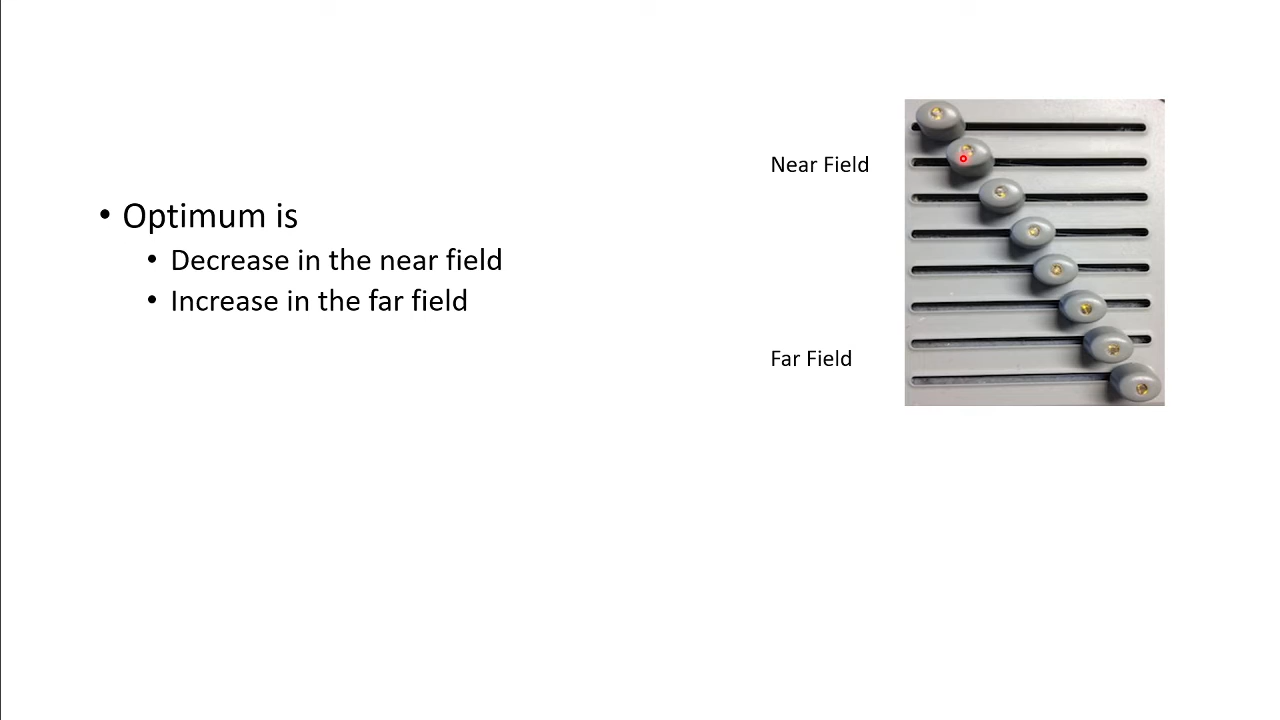 Near Field
• Optimum is
• Decrease in the near field
• Increase in the far field
Far Field